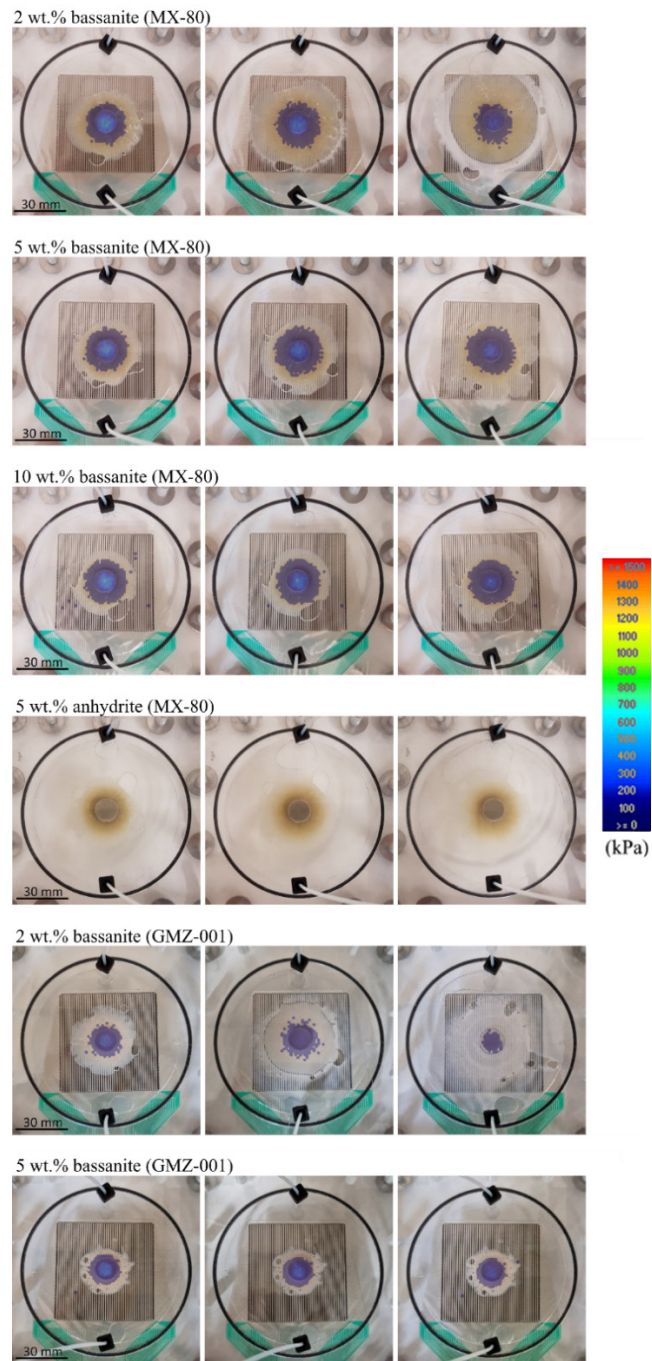 2 wt.% bassanite (MX-80)
30 mm
5 wt.% bassanite (MX-80)
30 mm
10 wt.% bassanite (MX-80)
30 mm
5 wt.% anhydrite (MX-80)
30 mm
2 wt.% bassanite (GMZ-001)
30 mm
5 wt.% bassanite (GMZ-001)
30 mm
>= 1500
1400
1300
1200
1100
1000
900
800
700
600
500
400
300
200
100
>= 0
(kPa)